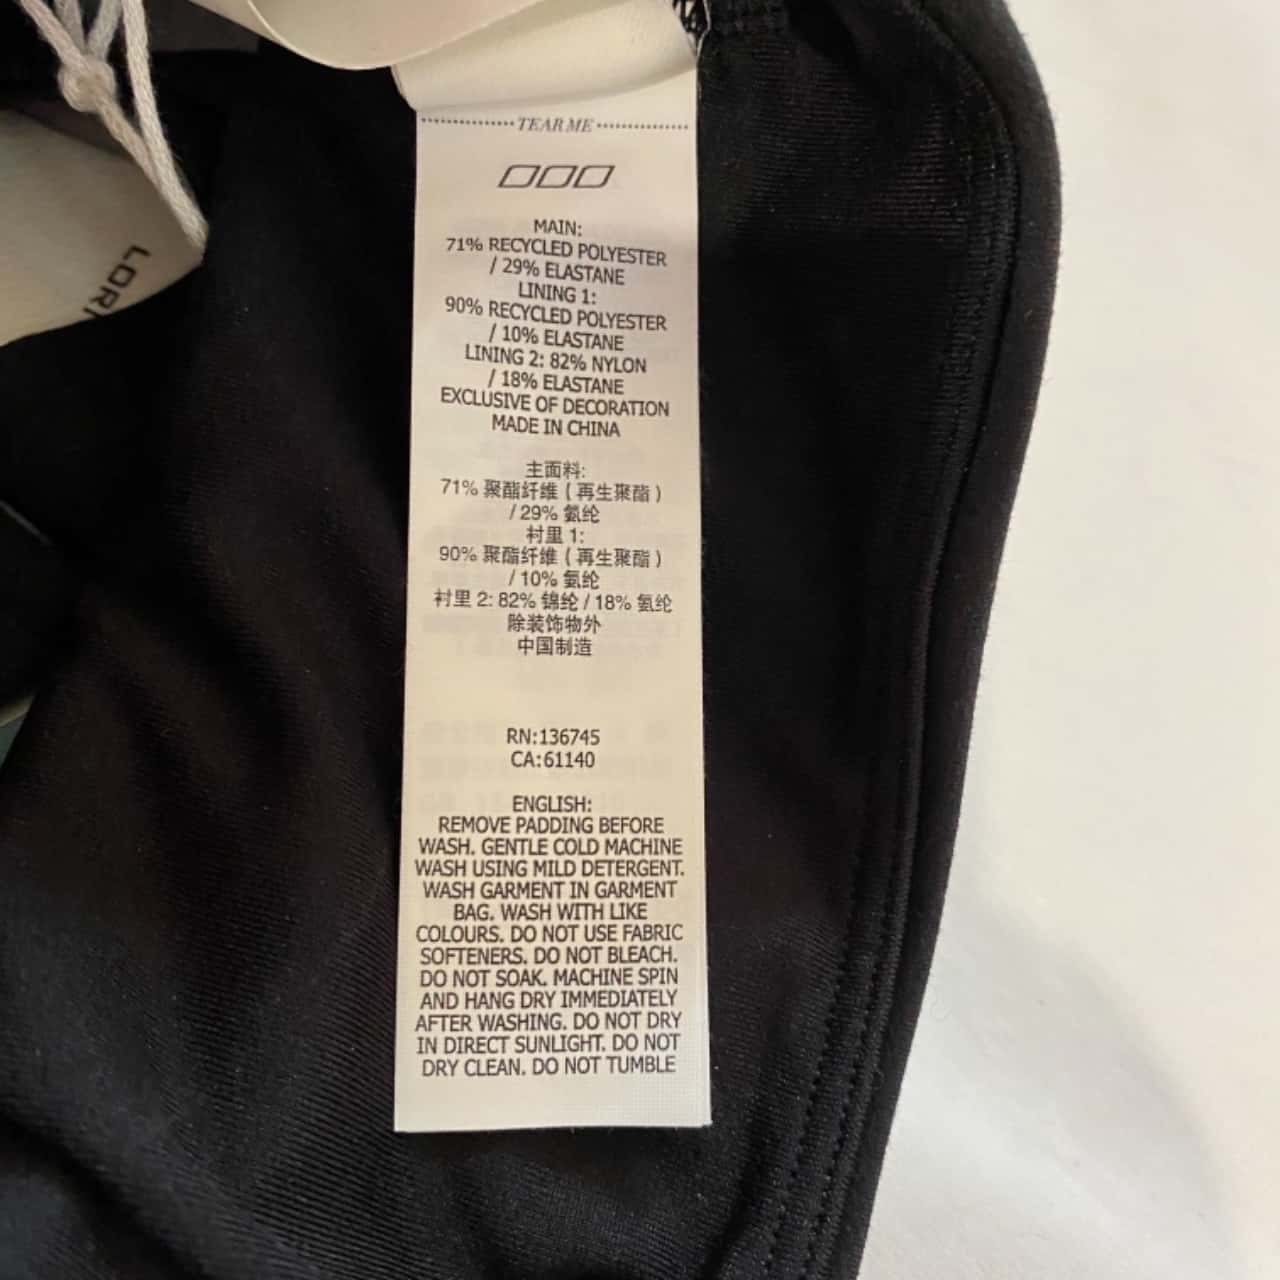 TEAR ME
MAIN:
71% RECYCLED POLYESTER
/ 29% ELASTANE
LINING 1:
90% RECYCLED POLYESTER
/ 10% ELASTANE
LINING 2: 82% NYLON
/ 18% ELASTANE
EXCLUSIVE OF DECORATION
MADE IN CHINA
主面料:
71% 聚酯纤维 ( 再生聚酯 )
/ 29% 氨纶
衬里 1:
90% 聚酯纤维 ( 再生聚酯 )
/ 10% 氨纶
衬里 2: 82% 锦纶 / 18% 氨纶
除装饰物外
中国制造
RN:136745
CA:61140
ENGLISH:
REMOVE PADDING BEFORE
WASH. GENTLE COLD MACHINE
WASH USING MILD DETERGENT.
WASH GARMENT IN GARMENT
BAG. WASH WITH LIKE
COLOURS. DO NOT USE FABRIC
SOFTENERS. DO NOT BLEACH.
DO NOT SOAK. MACHINE SPIN
AND HANG DRY IMMEDIATELY
AFTER WASHING. DO NOT DRY
IN DIRECT SUNLIGHT. DO NOT
DRY CLEAN. DO NOT TUMBLE